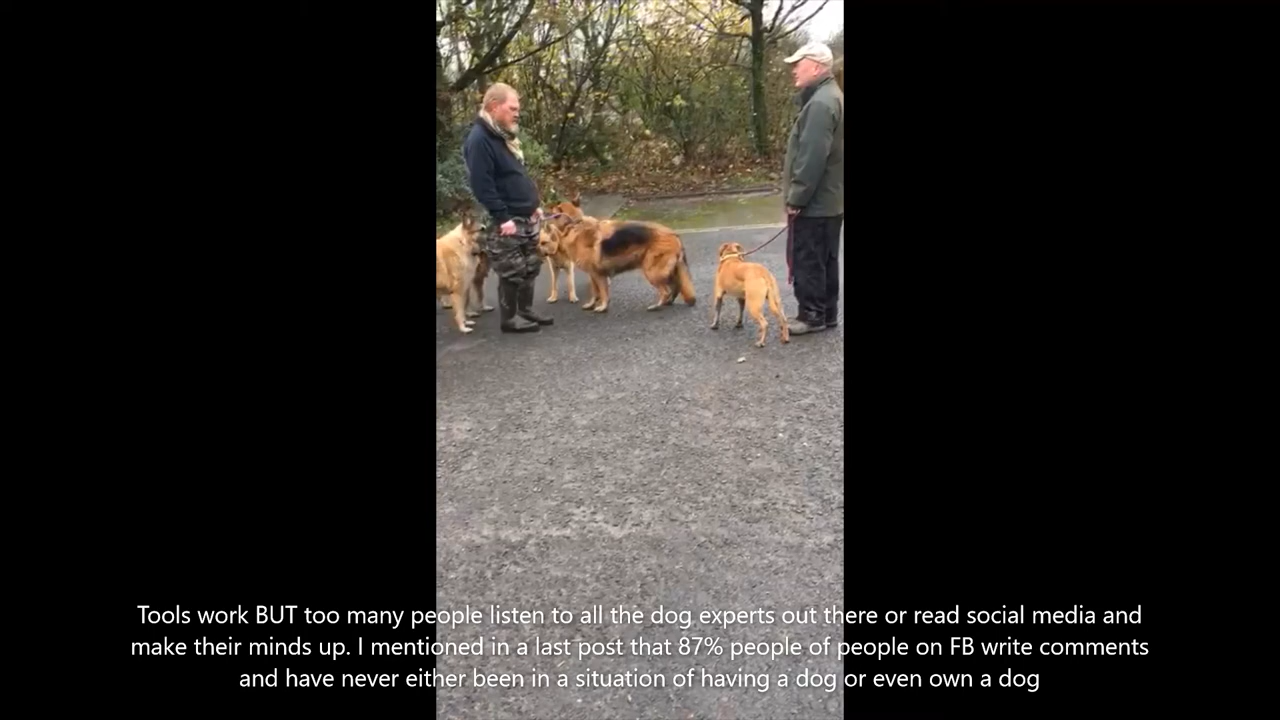 Tools work BUT too many people listen to all the dog experts out there or read social media and
make their minds up. I mentioned in a last post that 87% people of people on FB write comments
and have never either been in a situation of having a dog or even own a dog